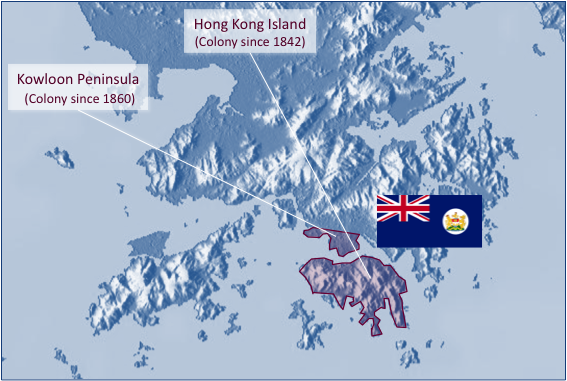 Hong Kong Island
(Colony since 1842)
Kowloon Peninsula
(Colony since 1860)